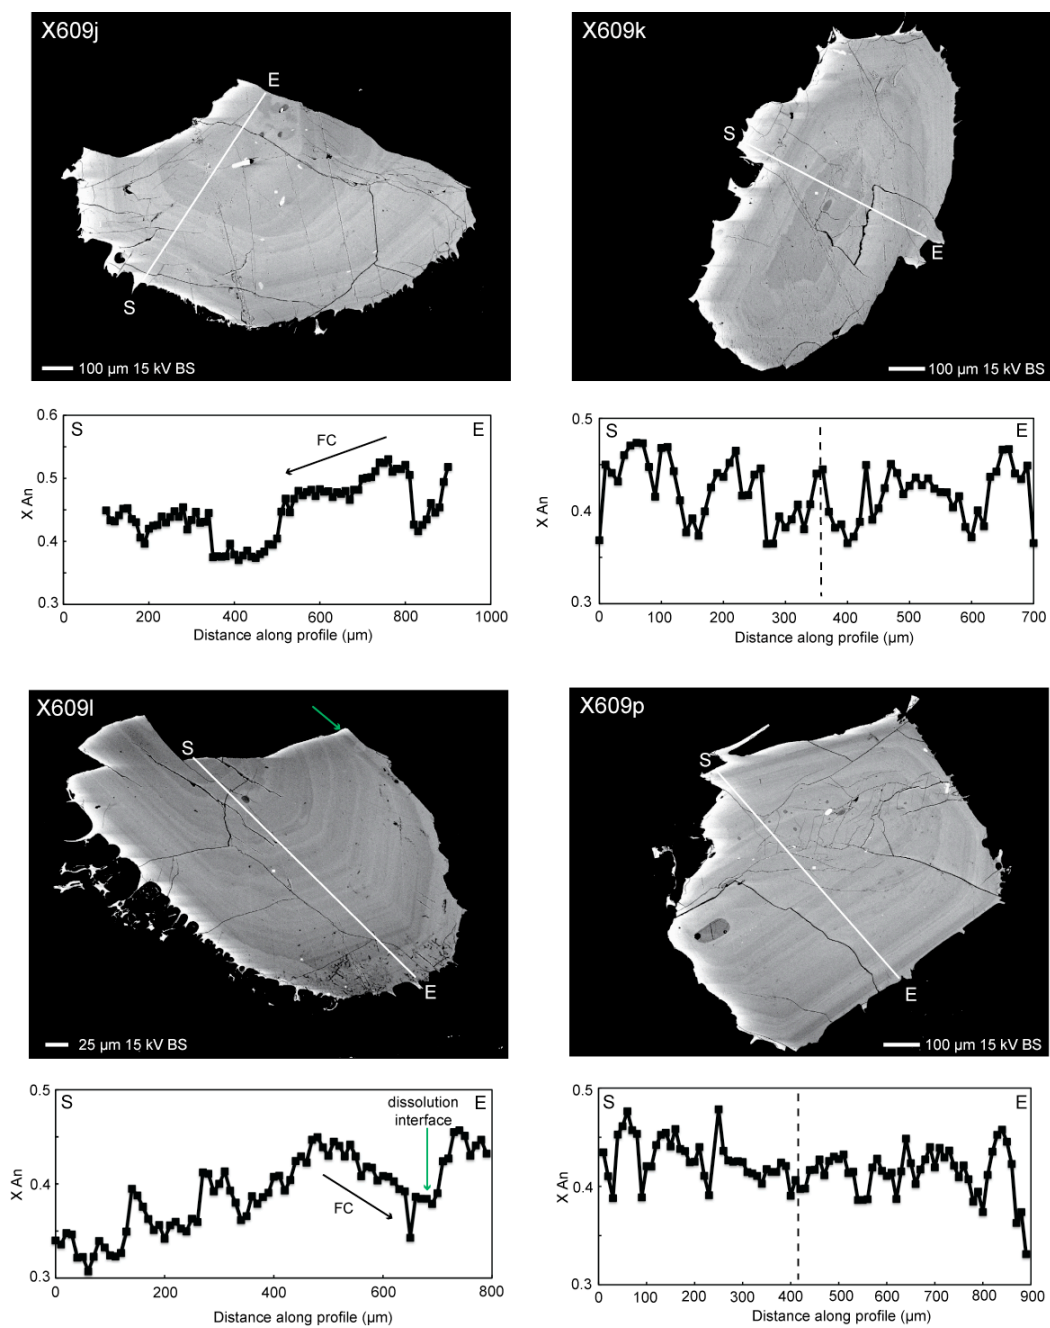 X609j
E
S
100 µm 15 kV BS
X609k
S
E
100 µm 15 kV BS
0.6
S
FC
E
0.5
X An
0.4
0.3
0 200 400 600 800 1000
Distance along profile (µm)
0.5
S
E
X An
0.4
0.3
0 100 200 300 400 500 600 700
Distance along profile (µm)
X609l
S
E
25 µm 15 kV BS
X609p
S
E
100 µm 15 kV BS
0.5
S
dissolution
interface
E
X An
0.4
FC
0.3
0 200 400 600 800
Distance along profile (µm)
0.5
S
E
X An
0.4
0.3
0 100 200 300 400 500 600 700 800 900
Distance along profile (µm)